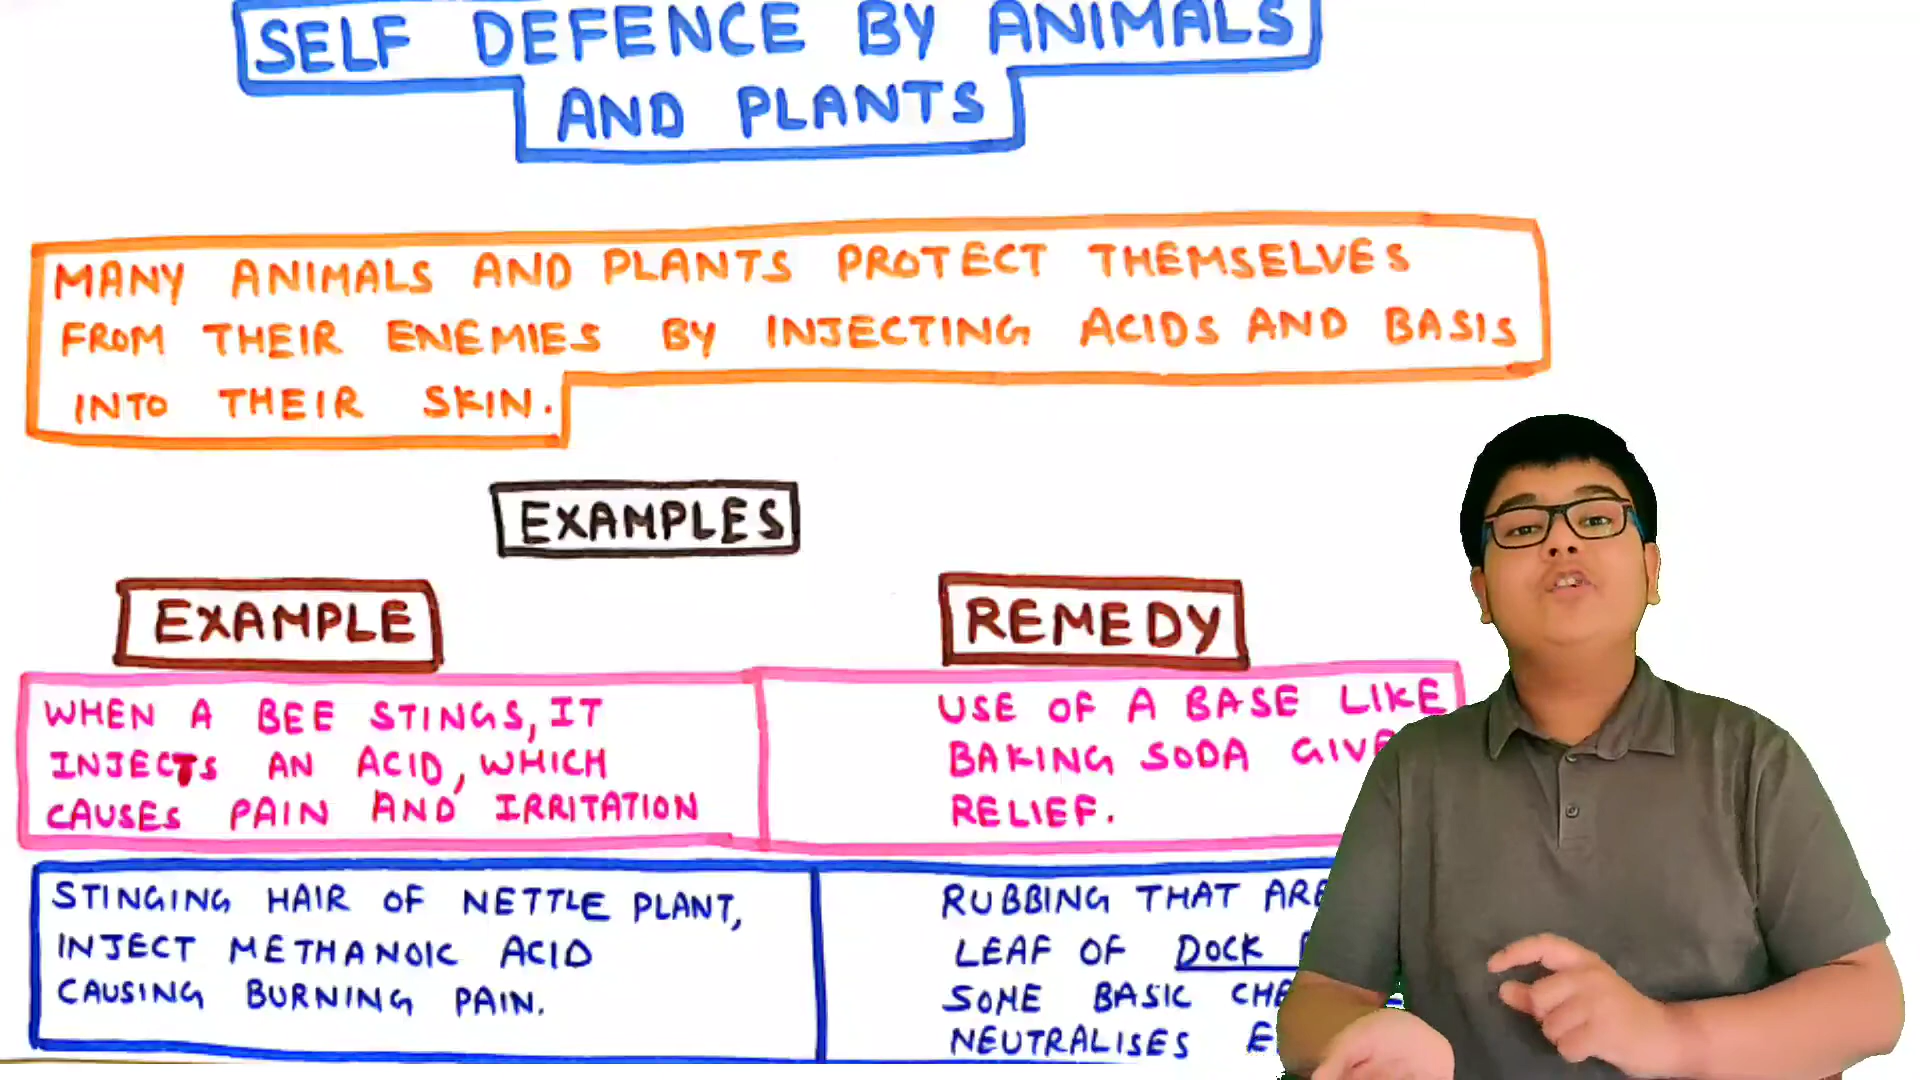 SELF DEFENCE BY ANIMALS
AND PLANTS
MANY ANIMALS AND PLANTS PROTECT THEMSELVES
FROM THEIR ENEMIES BY INJECTING ACIDS AND BASIS
INTO THEIR SKIN.
EXAMPLES
EXAMPLE
REMEDY
WHEN A BEE STINGS, IT
INJECTS AN ACID, WHICH
CAUSES PAIN AND IRRITATION
USE OF A BASE LIKE
BAKING SODA
RELIEF.
STINGING HAIR OF NETTLE PLANT,
INJECT METHANOIC ACID
CAUSING BURNING PAIN.
RUBBING THAT
LEAF OF DOCK
SOME BASIC
NEUTRALISES